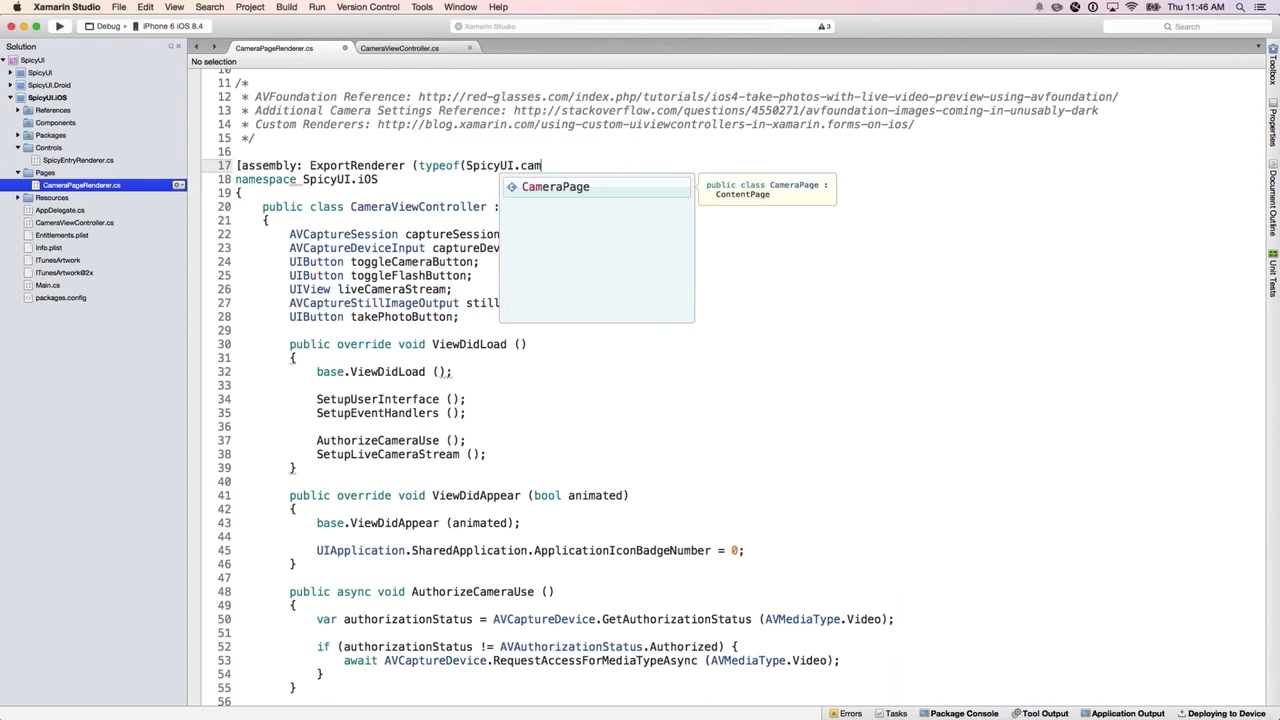 Xamarin Studio File Edit View Search Project Build Run Version Control Tools Window Help Thu 11:46 AM
Debug iPhone 6 iOS 8.4 Xamarin Studio 3 Search
Solution
SpicyUI
SpicyUI
SpicyUI.Droid
SpicyUI.iOS
References
Components
Packages
Controls
SpicyEntryRenderer.cs
Pages
CameraPageRenderer.cs
Resources
AppDelegate.cs
CameraViewController.cs
Entitlements.plist
Info.plist
iTunesArtwork
iTunesArtwork@2x
Main.cs
packages.config
CameraPageRenderer.cs CameraViewController.cs
No selection
10
11 /*
12 * AVFoundation Reference: http://red-glasses.com/index.php/tutorials/ios4-take-photos-with-live-video-preview-using-avfoundation/
13 * Additional Camera Settings Reference: http://stackoverflow.com/questions/4550271/avfoundation-images-coming-in-unusably-dark
14 * Custom Renderers: http://blog.xamarin.com/using-custom-uiviewcontrollers-in-xamarin.forms-on-ios/
15 */
16
17 [assembly: ExportRenderer (typeof(SpicyUI.cam
18 namespace SpicyUI.iOS
19 {
20 public class CameraViewController :
21 {
22 AVCaptureSession captureSession
23 AVCaptureDeviceInput captureDev
24 UIButton toggleCameraButton;
25 UIButton toggleFlashButton;
26 UIView liveCameraStream;
27 AVCaptureStillImageOutput still
28 UIButton takePhotoButton;
29
30 public override void ViewDidLoad ()
31 {
32 base.ViewDidLoad ();
33
34 SetupUserInterface ();
35 SetupEventHandlers ();
36
37 AuthorizeCameraUse ();
38 SetupLiveCameraStream ();
39 }
40
41 public override void ViewDidAppear (bool animated)
42 {
43 base.ViewDidAppear (animated);
44
45 UIApplication.SharedApplication.ApplicationIconBadgeNumber = 0;
46 }
47
48 public async void AuthorizeCameraUse ()
49 {
50 var authorizationStatus = AVCaptureDevice.GetAuthorizationStatus (AVMediaType.Video);
51
52 if (authorizationStatus != AVAuthorizationStatus.Authorized) {
53 await AVCaptureDevice.RequestAccessForMediaTypeAsync (AVMediaType.Video);
54 }
55 }
56
CameraPage
public class CameraPage :
ContentPage
Toolbox
Properties
Document Outline
Unit Tests
Errors Tasks Package Console Tool Output Application Output Deploying to Device